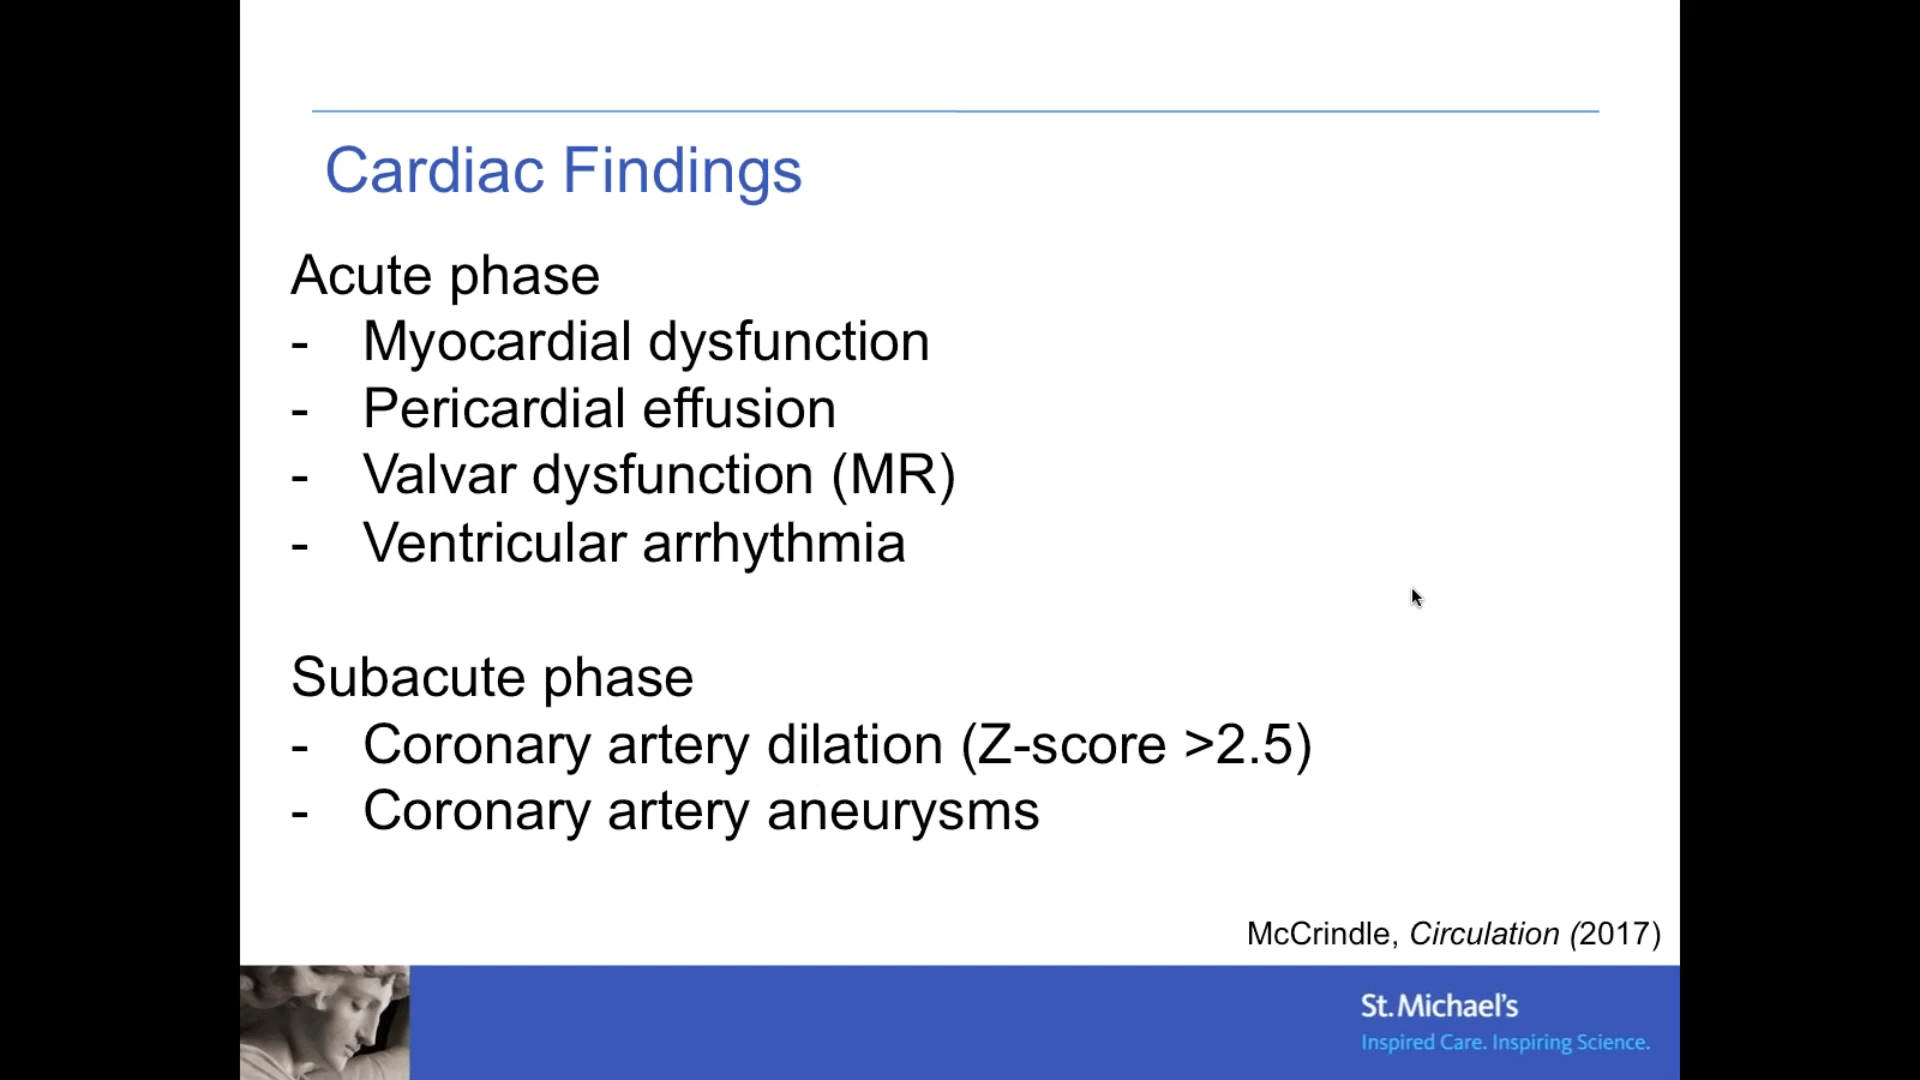 Cardiac Findings
Acute phase
- Myocardial dysfunction
- Pericardial effusion
- Valvar dysfunction (MR)
- Ventricular arrhythmia
Subacute phase
- Coronary artery dilation (Z-score >2.5)
- Coronary artery aneurysms
McCrindle, Circulation (2017)
St. Michael's
Inspired Care. Inspiring Science.